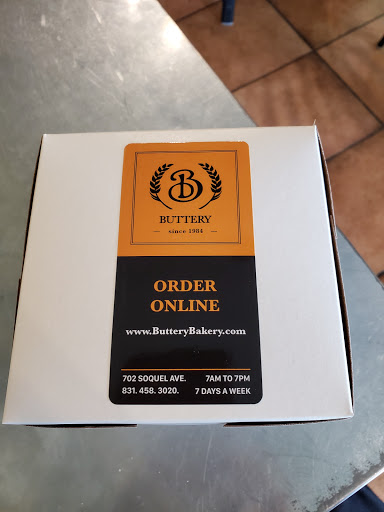 B
BUTTERY
— since 1984 —
ORDER
ONLINE
www.ButteryBakery.com
702 SOQUEL AVE. 7AM TO 7PM
831. 458. 3020. 7 DAYS A WEEK